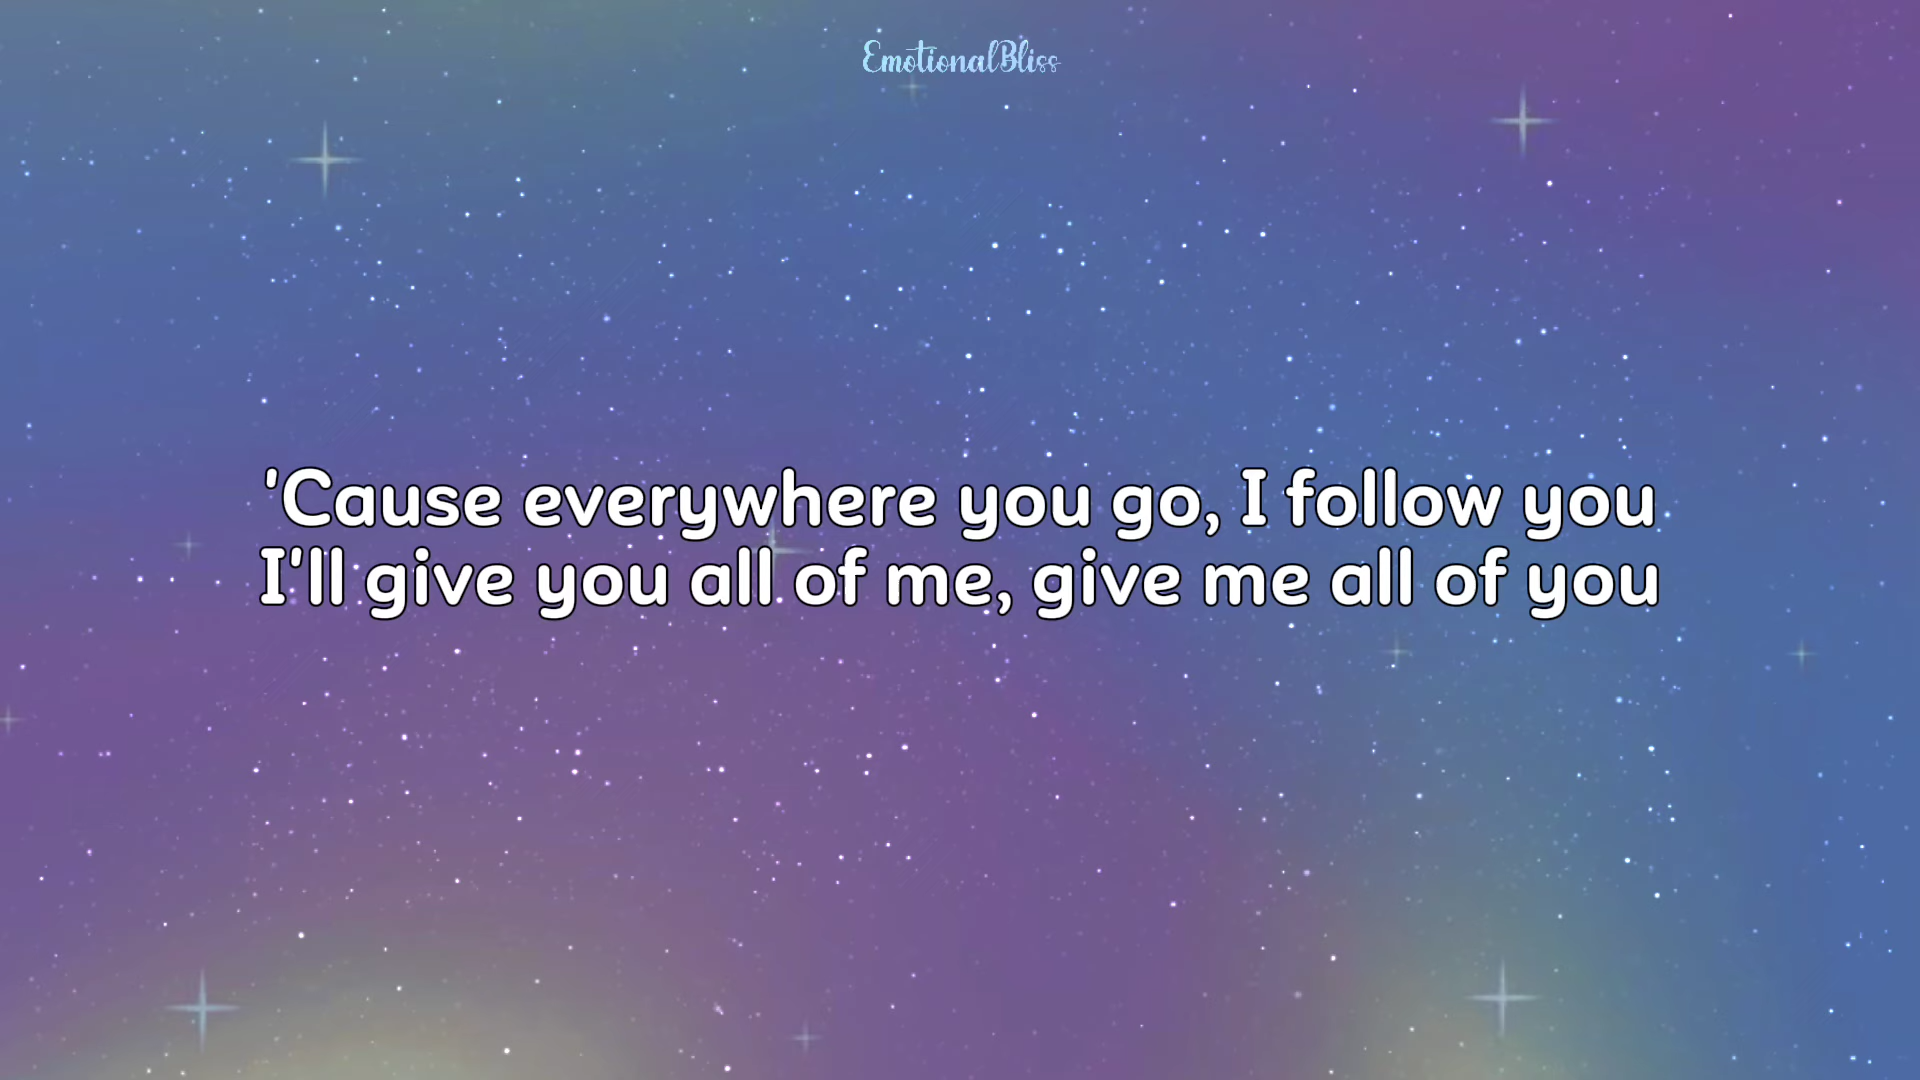 EmotionalBliss
'Cause everywhere you go, I follow you
I'll give you all of me, give me all of you